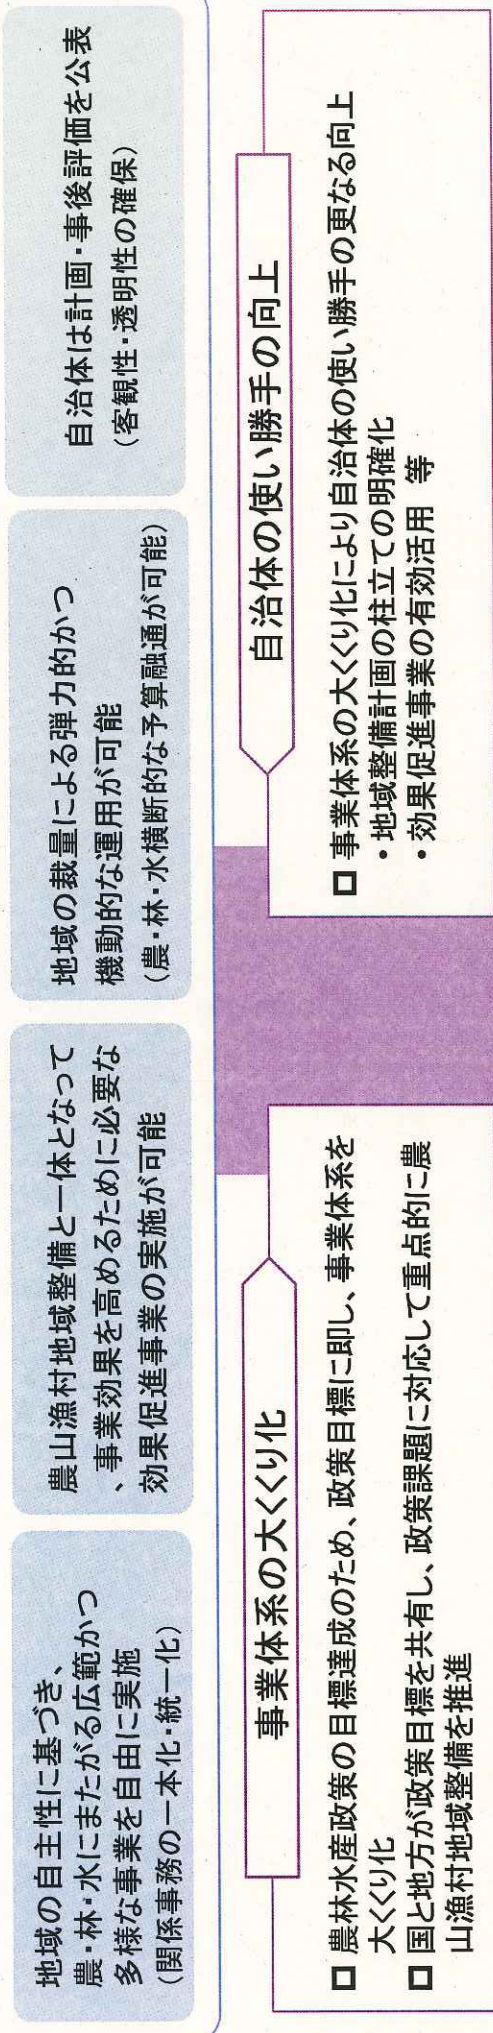 地域の自主性に基づき、
農・林・水にまたがる広範かつ
多様な事業を自由に実施
(関係事務の一本化・統一化)
農山漁村地域整備と一体となって
、事業効果を高めるために必要な
効果促進事業の実施が可能
地域の裁量による弾力的かつ
機動的な運用が可能
(農・林・水横断的な予算融通が可能)
自治体は計画・事後評価を公表
(客観性・透明性の確保)
事業体系の大くくり化
□ 農林水産政策の目標達成のため、政策目標に即し、事業体系を
大くくり化
□ 国と地方が政策目標を共有し、政策課題に対応して重点的に農
山漁村地域整備を推進
自治体の使い勝手の向上
□ 事業体系の大くくり化により自治体の使い勝手の更なる向上
・地域整備計画の柱立ての明確化
・効果促進事業の有効活用 等